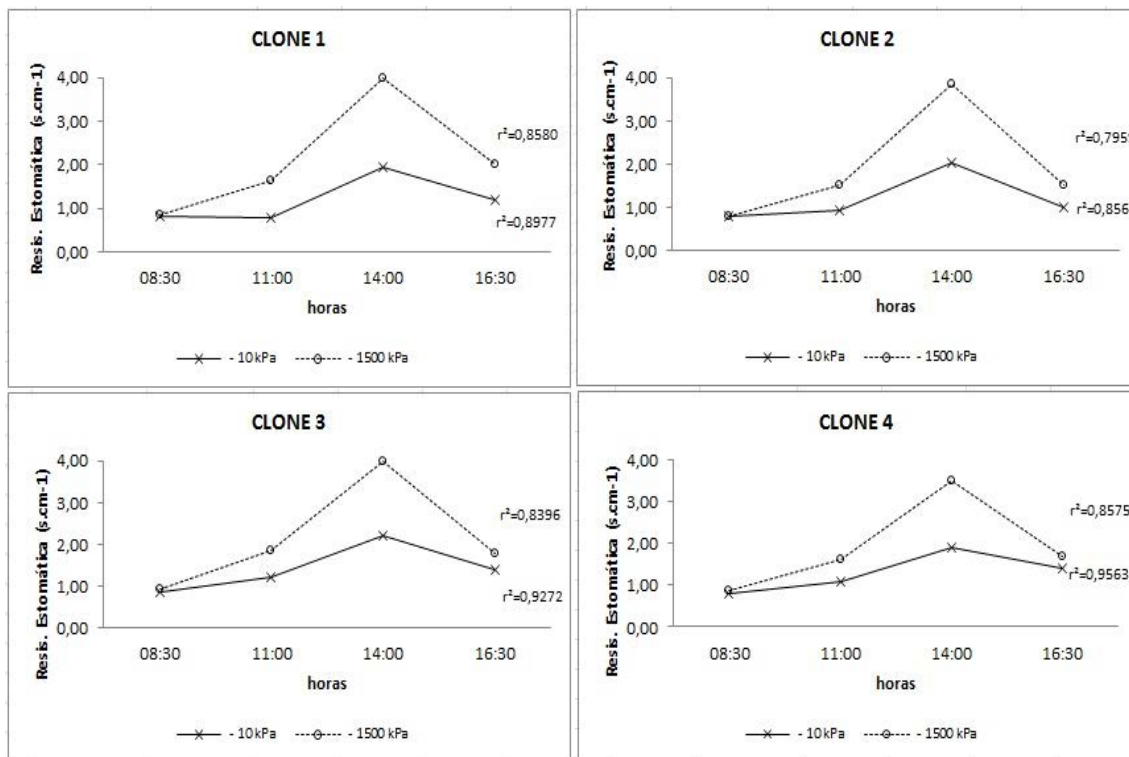 CLONE 1
Resis. Estomática (s.cm-1)
4,00
3,00
2,00
1,00
0,00
r²=0,8580
r²=0,8977
08:30 11:00 14:00 16:30
horas
- 10 kPa - 1500 kPa
CLONE 2
Resis. Estomática (s.cm-1)
4,00
3,00
2,00
1,00
0,00
r²=0,795
r²=0,856
08:30 11:00 14:00 16:30
horas
- 10 kPa - 1500 kPa
CLONE 3
Resis. Estomática (s.cm-1)
4,00
3,00
2,00
1,00
0,00
r²=0,8396
r²=0,9272
08:30 11:00 14:00 16:30
horas
- 10 kPa - 1500 kPa
CLONE 4
Resis. Estomática (s.cm-1)
4,00
3,00
2,00
1,00
0,00
r²=0,8575
r²=0,9563
08:30 11:00 14:00 16:30
horas
- 10 kPa - 1500 kPa